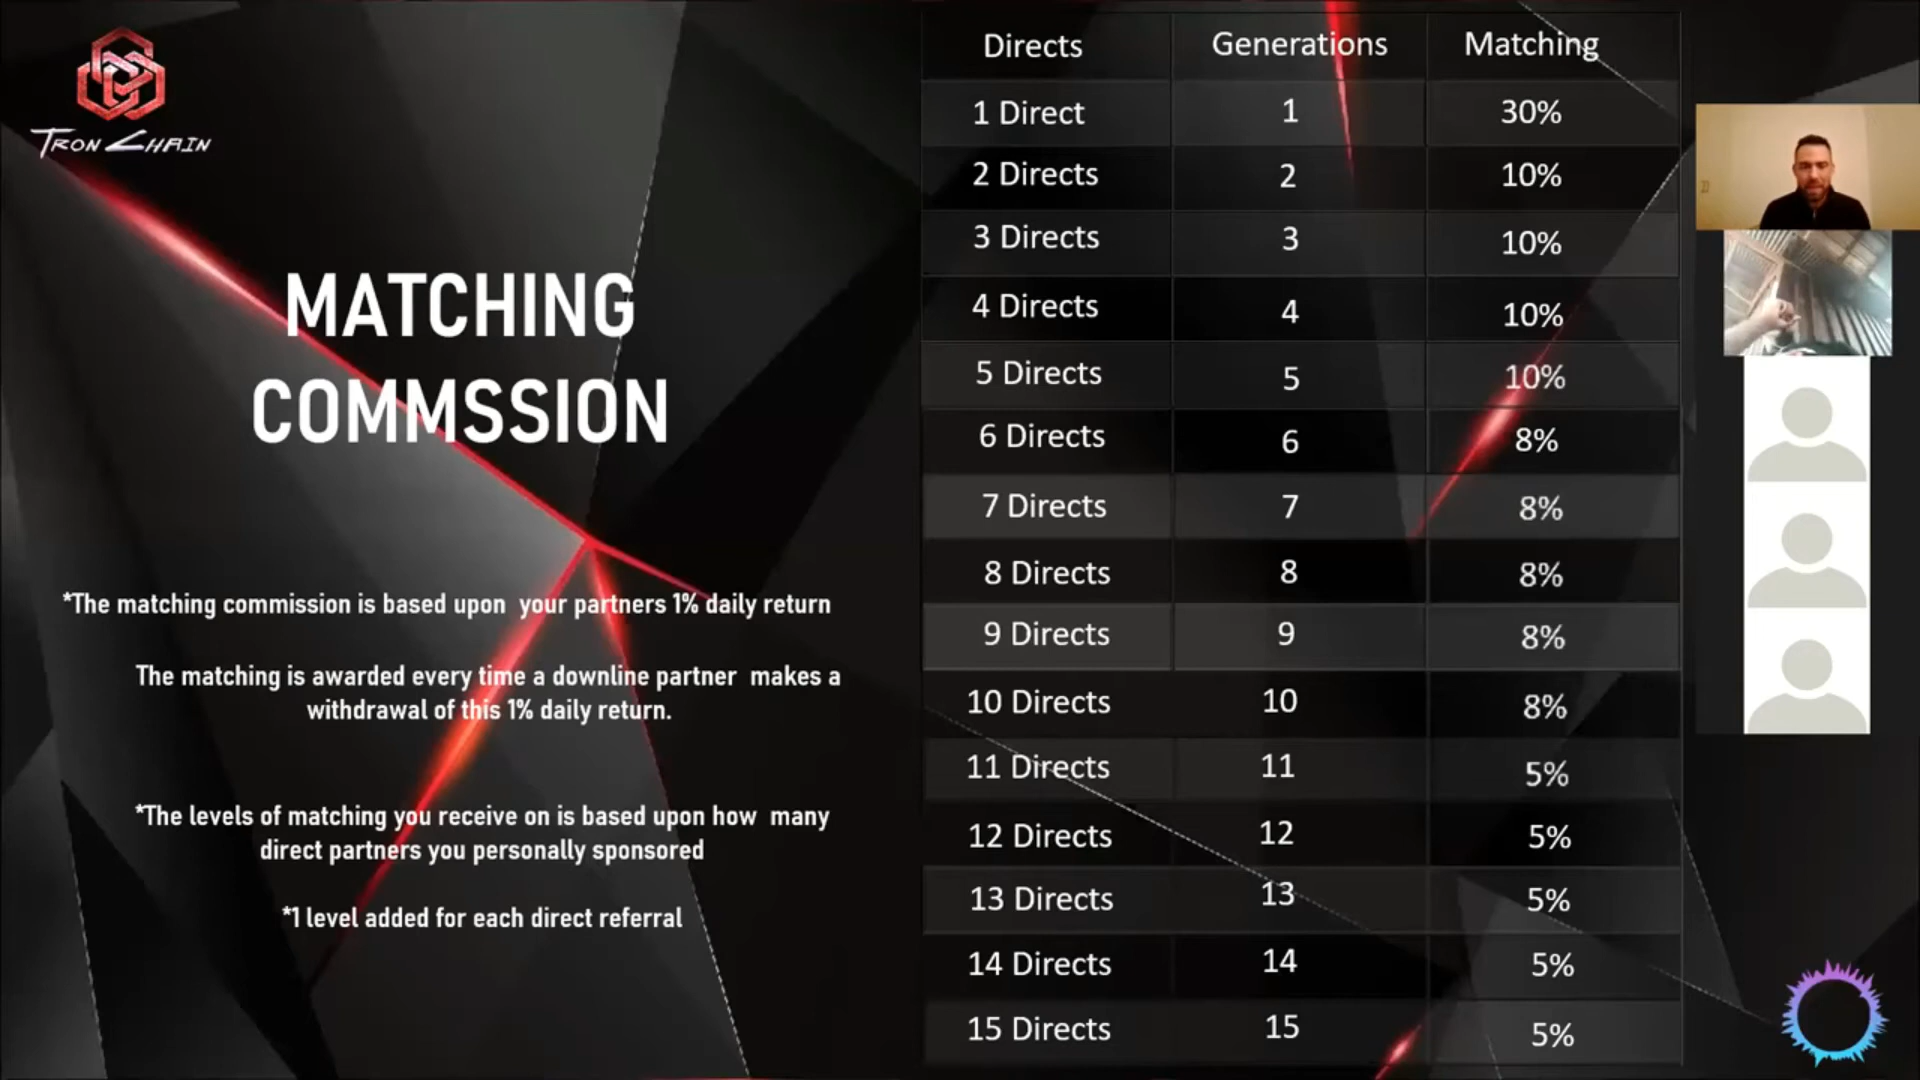 TRON CHAIN
MATCHING
COMMSSION
*The matching commission is based upon your partners 1% daily return
The matching is awarded every time a downline partner makes a
withdrawal of this 1% daily return.
*The levels of matching you receive on is based upon how many
direct partners you personally sponsored
*1 level added for each direct referral
Directs Generations Matching
1 Direct 1 30%
2 Directs 2 10%
3 Directs 3 10%
4 Directs 4 10%
5 Directs 5 10%
6 Directs 6 8%
7 Directs 7 8%
8 Directs 8 8%
9 Directs 9 8%
10 Directs 10 8%
11 Directs 11 5%
12 Directs 12 5%
13 Directs 13 5%
14 Directs 14 5%
15 Directs 15 5%